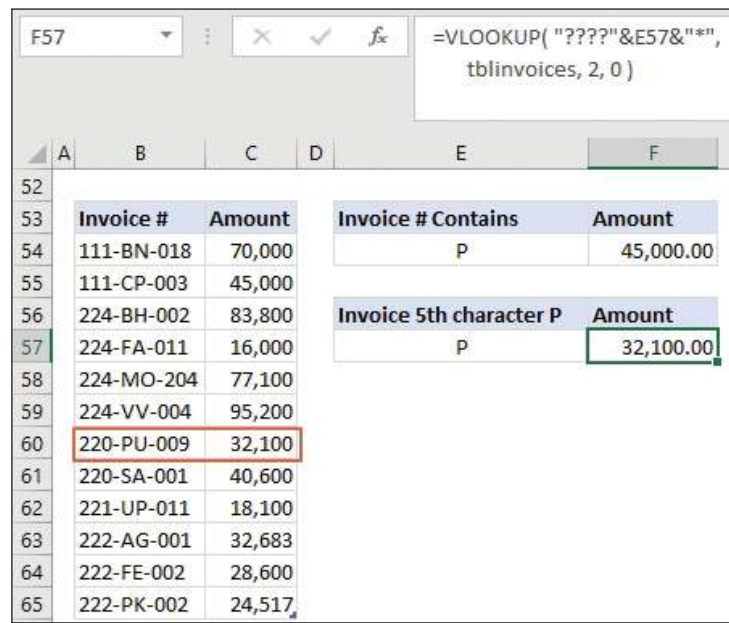 F57 fx =VLOOKUP( "????"&E57&"*",
tblinvoices, 2, 0 )
A B C D E F
52
53 Invoice # Amount Invoice # Contains Amount
54 111-BN-018 70,000 P 45,000.00
55 111-CP-003 45,000
56 224-BH-002 83,800 Invoice 5th character P Amount
57 224-FA-011 16,000 P 32,100.00
58 224-MO-204 77,100
59 224-VV-004 95,200
60 220-PU-009 32,100
61 220-SA-001 40,600
62 221-UP-011 18,100
63 222-AG-001 32,683
64 222-FE-002 28,600
65 222-PK-002 24,517